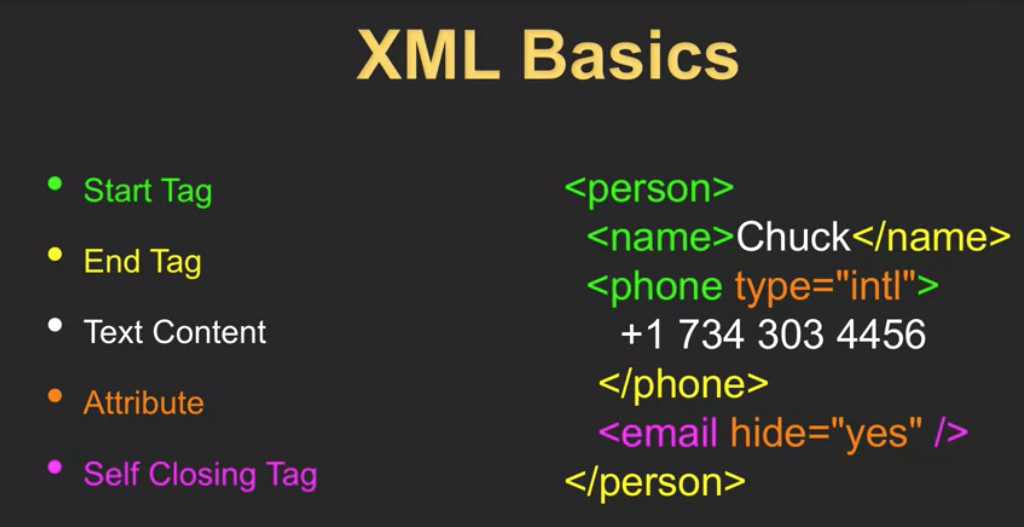 XML Basics
• Start Tag
• End Tag
• Text Content
• Attribute
• Self Closing Tag
<person>
<name>Chuck</name>
<phone type="intl">
+1 734 303 4456
</phone>
<email hide="yes" />
</person>